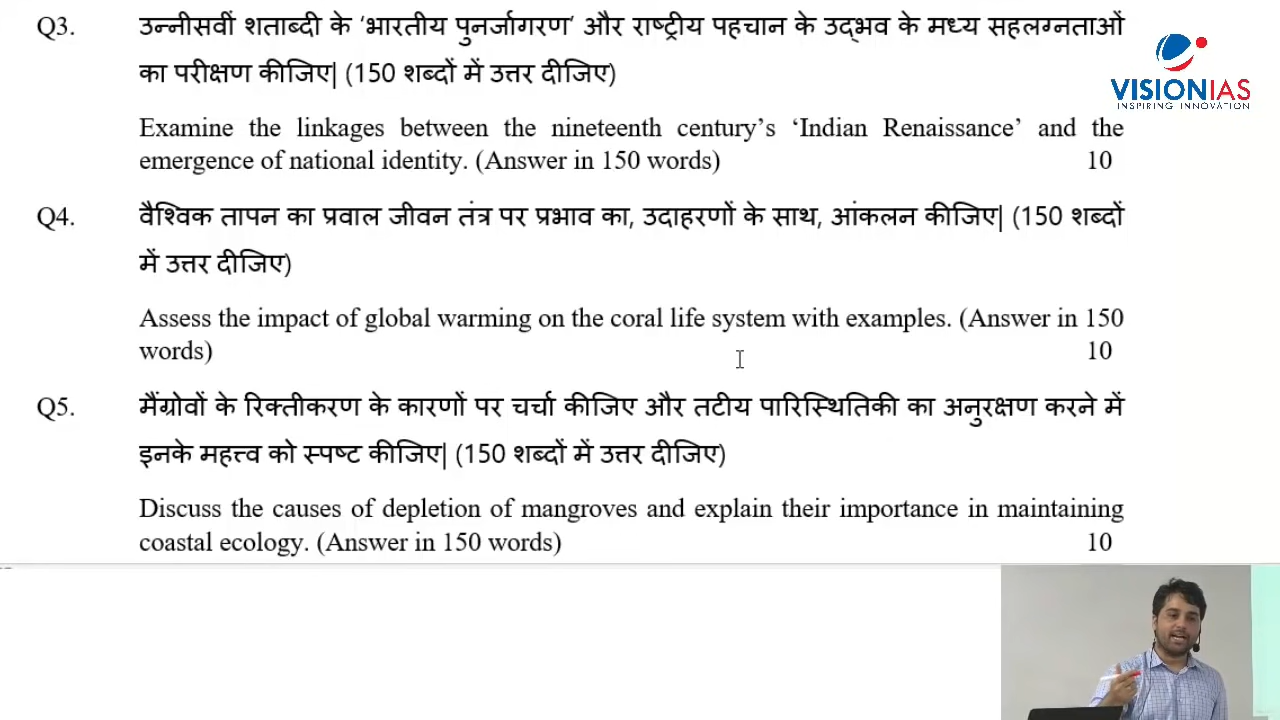 Q3. उन्नीसवीं शताब्दी के ‘भारतीय पुनर्जागरण’ और राष्ट्रीय पहचान के उद्‌भव के मध्य सहलग्नताओं
का परीक्षण कीजिए| (150 शब्दों में उत्तर दीजिए)
VISIONIAS
INSPIRING INNOVATION
Examine the linkages between the nineteenth century’s ‘Indian Renaissance’ and the
emergence of national identity. (Answer in 150 words) 10
Q4. वैश्विक तापन का प्रवाल जीवन तंत्र पर प्रभाव का, उदाहरणों के साथ, आंकलन कीजिए| (150 शब्दों
में उत्तर दीजिए)
Assess the impact of global warming on the coral life system with examples. (Answer in 150
words) 10
Q5. मैंग्रोवों के रिक्तीकरण के कारणों पर चर्चा कीजिए और तटीय पारिस्थितिकी का अनुरक्षण करने में
इनके महत्त्व को स्पष्ट कीजिए| (150 शब्दों में उत्तर दीजिए)
Discuss the causes of depletion of mangroves and explain their importance in maintaining
coastal ecology. (Answer in 150 words) 10